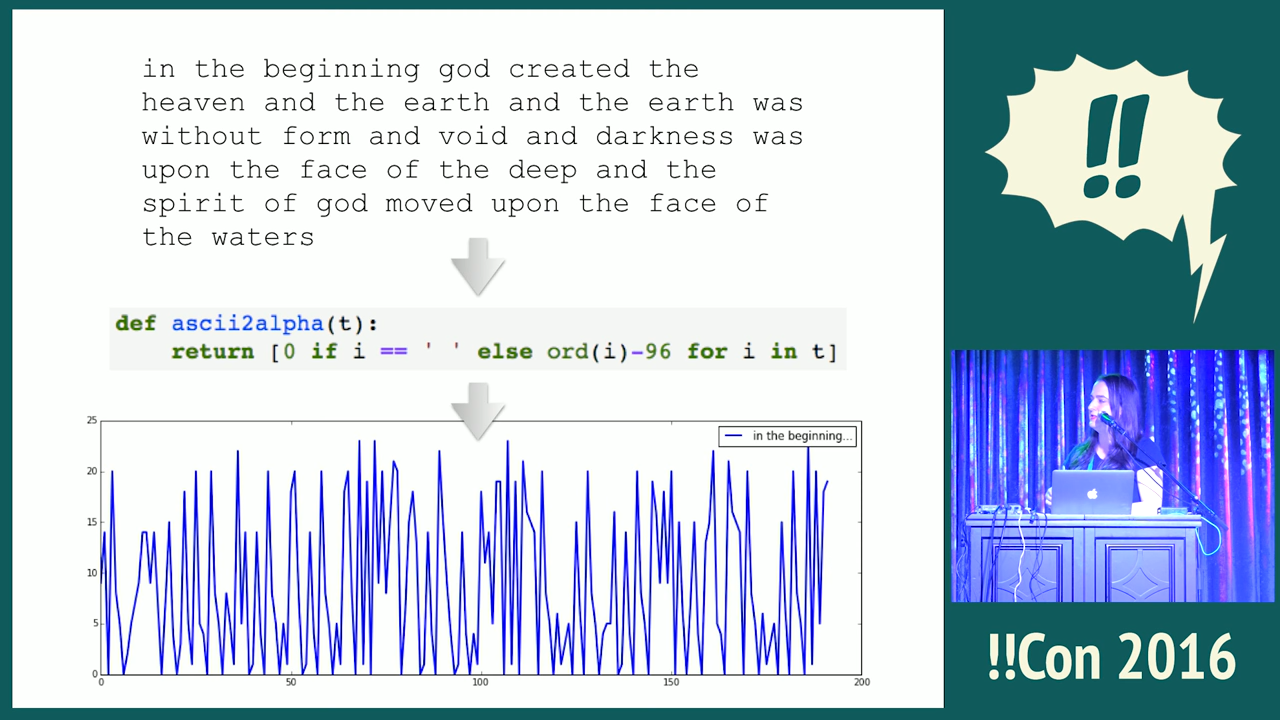 in the beginning god created the
heaven and the earth and the earth was
without form and void and darkness was
upon the face of the deep and the
spirit of god moved upon the face of
the waters
def ascii2alpha(t):
    return [0 if i == ' ' else ord(i)-96 for i in t]
25
20
15
10
5
0
in the beginning...
0 50 100 150 200
!!
!!Con 2016